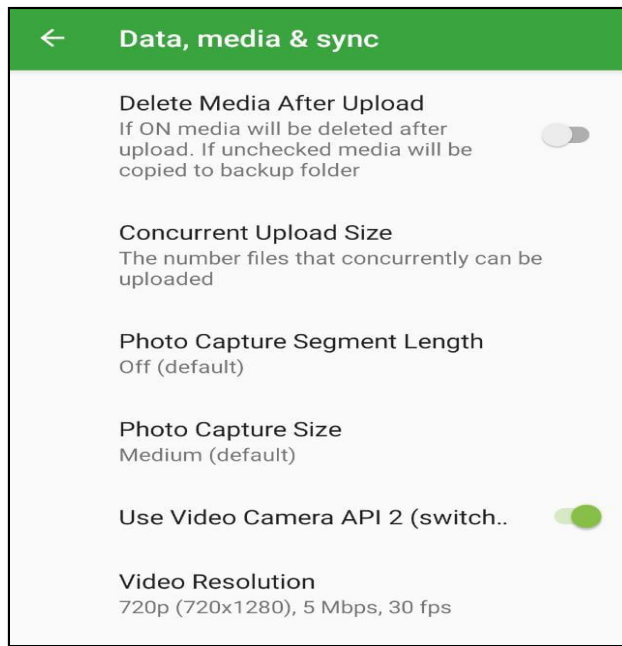 Data, media & sync
Delete Media After Upload
If ON media will be deleted after
upload. If unchecked media will be
copied to backup folder
Concurrent Upload Size
The number files that concurrently can be
uploaded
Photo Capture Segment Length
Off (default)
Photo Capture Size
Medium (default)
Use Video Camera API 2 (switch..
Video Resolution
720p (720x1280), 5 Mbps, 30 fps